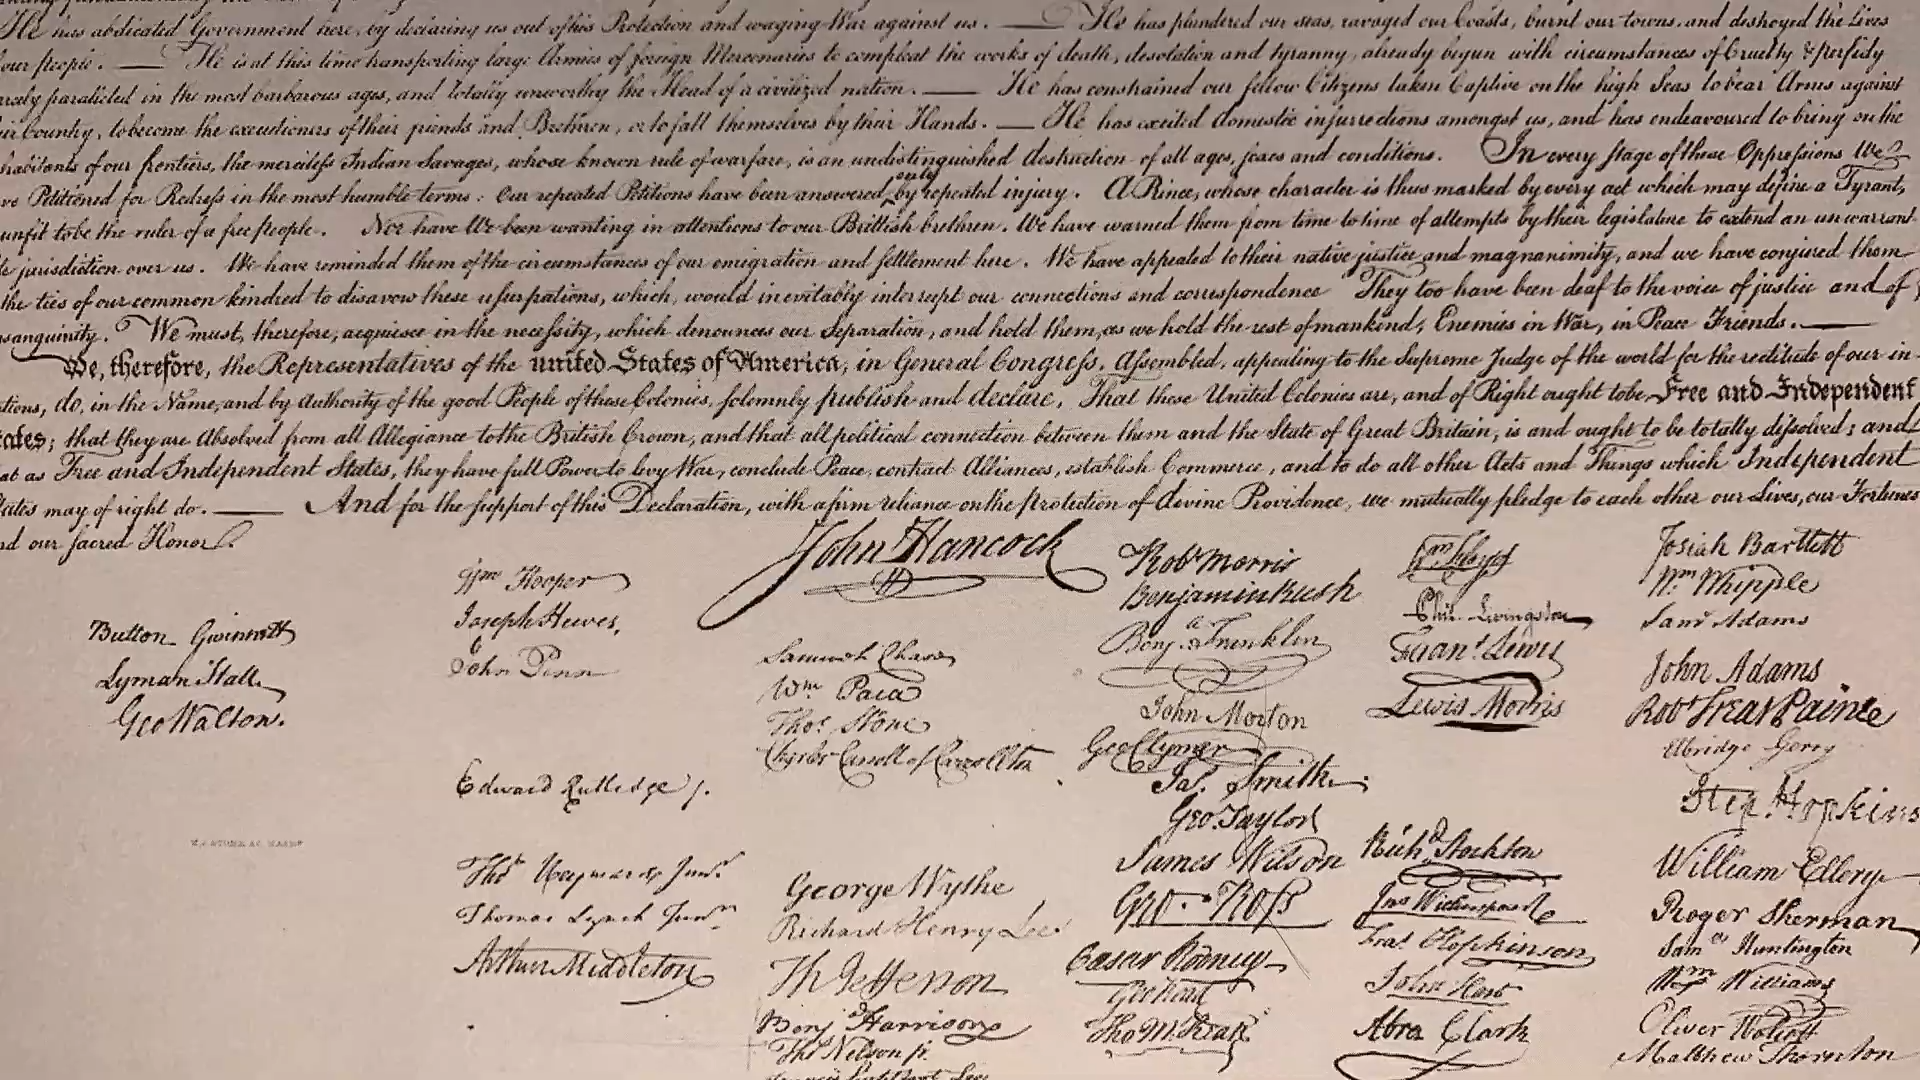 He has abdicated Government here, by declaring us out of his Protection and waging War against us. — He has plundered our seas, ravaged our Coasts, burnt our towns, and destroyed the Lives
our people. — He is at this time transporting large Armies of foreign Mercenaries to compleat the works of death, desolation and tyranny, already begun with circumstances of Cruelty & perfidy
paralleled in the most barbarous ages, and totally unworthy the Head of a civilized nation. — He has constrained our fellow Citizens taken Captive on the high Seas to bear Arms against
Country, to become the executioners of their friends and Brethren, or to fall themselves by their Hands. — He has excited domestic insurrections amongst us, and has endeavoured to bring on the
habitants of our frontiers, the merciless Indian Savages, whose known rule of warfare, is an undistinguished destruction of all ages, sexes and conditions. In every stage of these Oppressions We
ve Petitioned for Redress in the most humble terms: Our repeated Petitions have been answered only by repeated injury. A Prince, whose character is thus marked by every act which may define a Tyrant,
unfit to be the ruler of a free people. Nor have We been wanting in attentions to our Brittish brethren. We have warned them from time to time of attempts by their legislature to extend an unwarrant
le jurisdiction over us. We have reminded them of the circumstances of our emigration and settlement here. We have appealed to their native justice and magnanimity, and we have conjured them
the ties of our common kindred to disavow these usurpations, which, would inevitably interrupt our connections and correspondence They too have been deaf to the voice of justice and of
sanguinity. We must, therefore, acquiesce in the necessity, which denounces our Separation, and hold them, as we hold the rest of mankind, Enemies in War, in Peace Friends. —
We, therefore, the Representatives of the united States of America, in General Congress, Assembled, appealing to the Supreme Judge of the world for the rectitude of our in-
tions, do, in the Name, and by Authority of the good People of these Colonies, solemnly publish and declare, That these United Colonies are, and of Right ought to be Free and Independent
tates; that they are Absolved from all Allegiance to the British Crown, and that all political connection between them and the State of Great Britain, is and ought to be totally dissolved; and
at as Free and Independent States, they have full Power to levy War, conclude Peace, contract Alliances, establish Commerce, and to do all other Acts and Things which Independent
tates may of right do. — And for the support of this Declaration, with a firm reliance on the protection of divine Providence, we mutually pledge to each other our Lives, our Fortunes
nd our sacred Honor.
Button Gwinnett
Lyman Hall
Geo Walton.
Wm Hooper
Joseph Hewes,
John Penn
Edward Rutledge /.
Thos Heyward Junr.
Thomas Lynch Junr.
Arthur Middleton
John Hancock
Samuel Chase
Wm Paca
Thos Stone
Charles Carroll of Carrollton
George Wythe
Richard Henry Lee
Th Jefferson
Benj Harrison
Thos Nelson jr.
Francis Lightfoot Lee
Robt Morris
Benjamin Rush
Benja Franklin
John Morton
Geo Clymer
Jas. Smith
Geo. Taylor
James Wilson
Geo. Ross
Caesar Rodney
Geo Read
Tho M:Kean
Wm Floyd
Phil. Livingston
Frans. Lewis
Lewis Morris
Richd. Stockton
Jno Witherspoon
Fras. Hopkinson
John Hart
Abra Clark
Josiah Bartlett
Wm Whipple
Saml Adams
John Adams
Robt Treat Paine
Elbridge Gerry
Step. Hopkins
William Ellery
Roger Sherman
Samel Huntington
Wm Williams
Oliver Wolcott
Matthew Thornton